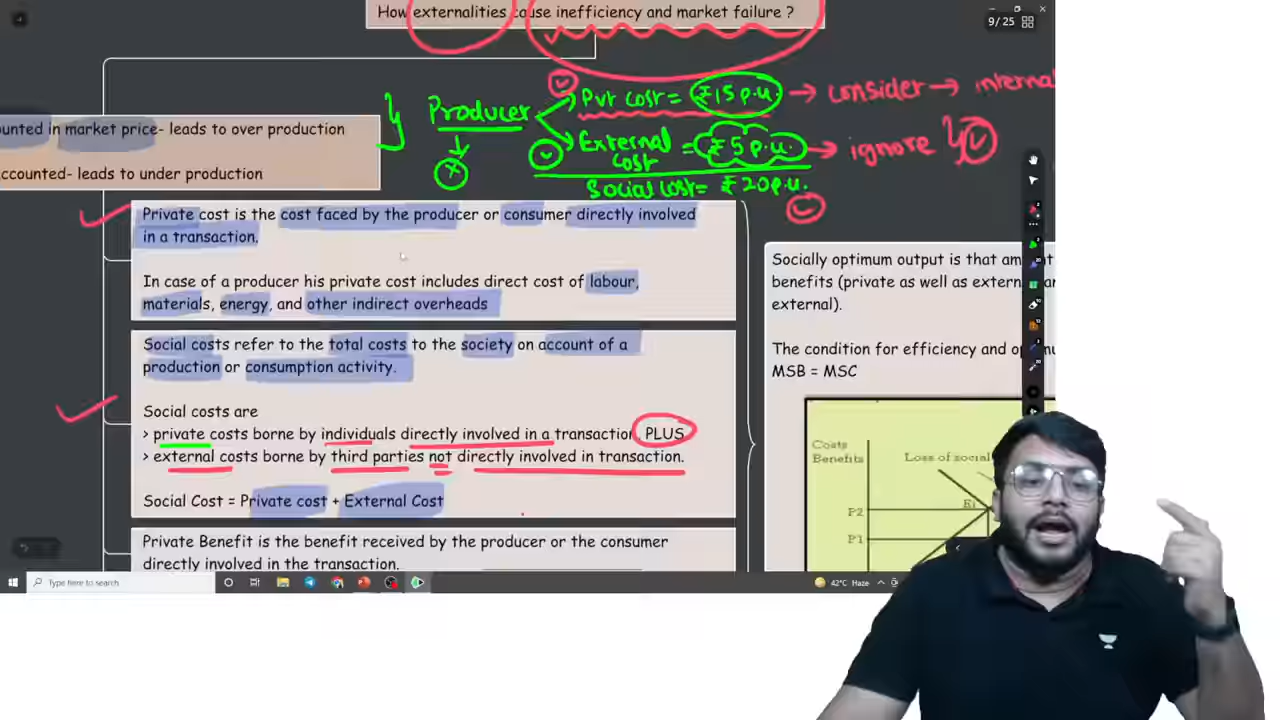 How externalities cause inefficiency and market failure ?
9/25
Producer
Pvt cost = ₹15 p.u. → consider → internal
External cost = ₹5 p.u. → ignore
Social cost = ₹20 p.u.
ounted in market price- leads to over production
ccounted- leads to under production
Private cost is the cost faced by the producer or consumer directly involved
in a transaction.
In case of a producer his private cost includes direct cost of labour,
materials, energy, and other indirect overheads
Social costs refer to the total costs to the society on account of a
production or consumption activity.
Social costs are
> private costs borne by individuals directly involved in a transaction PLUS
> external costs borne by third parties not directly involved in transaction.
Social Cost = Private cost + External Cost
Private Benefit is the benefit received by the producer or the consumer
directly involved in the transaction.
Socially optimum output is that am
benefits (private as well as extern
external).
The condition for efficiency and op
MSB = MSC
Costs
Benefits
Loss of social
E1
P2
P1
Type here to search
42°C Haze